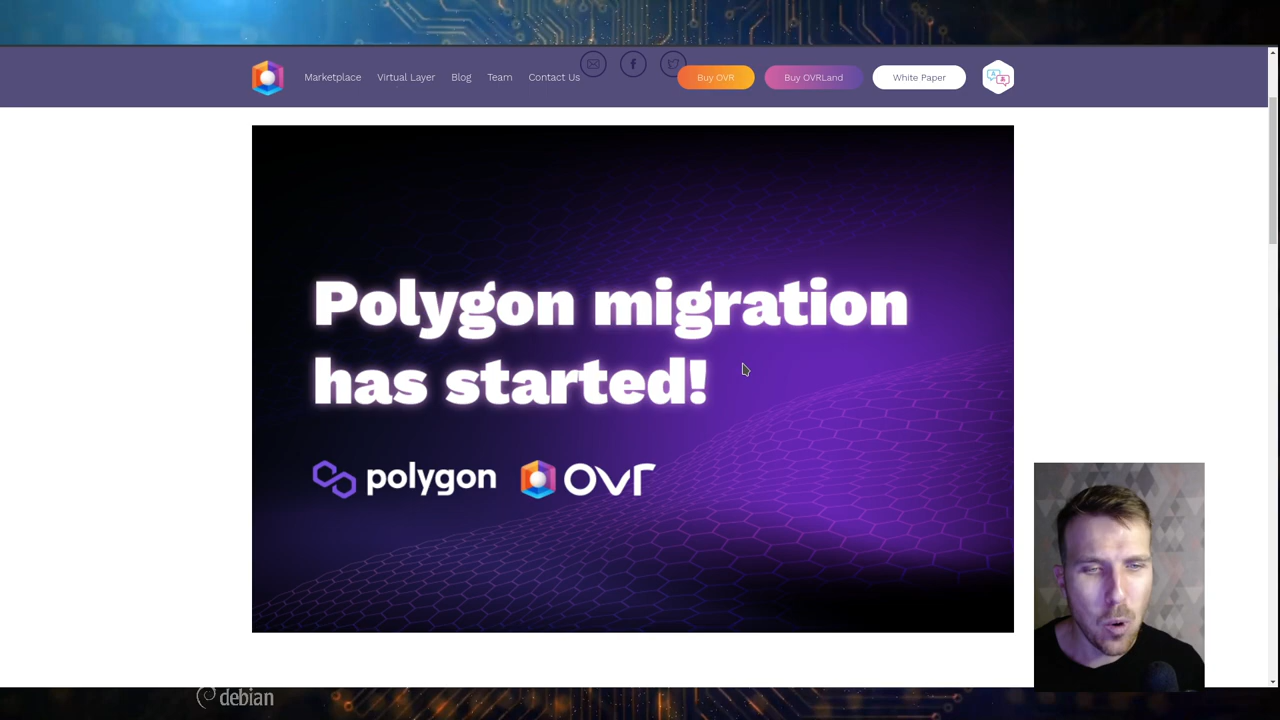 Marketplace Virtual Layer Blog Team Contact Us Buy OVR Buy OVRLand White Paper
Polygon migration
has started!
polygon ovr
debian